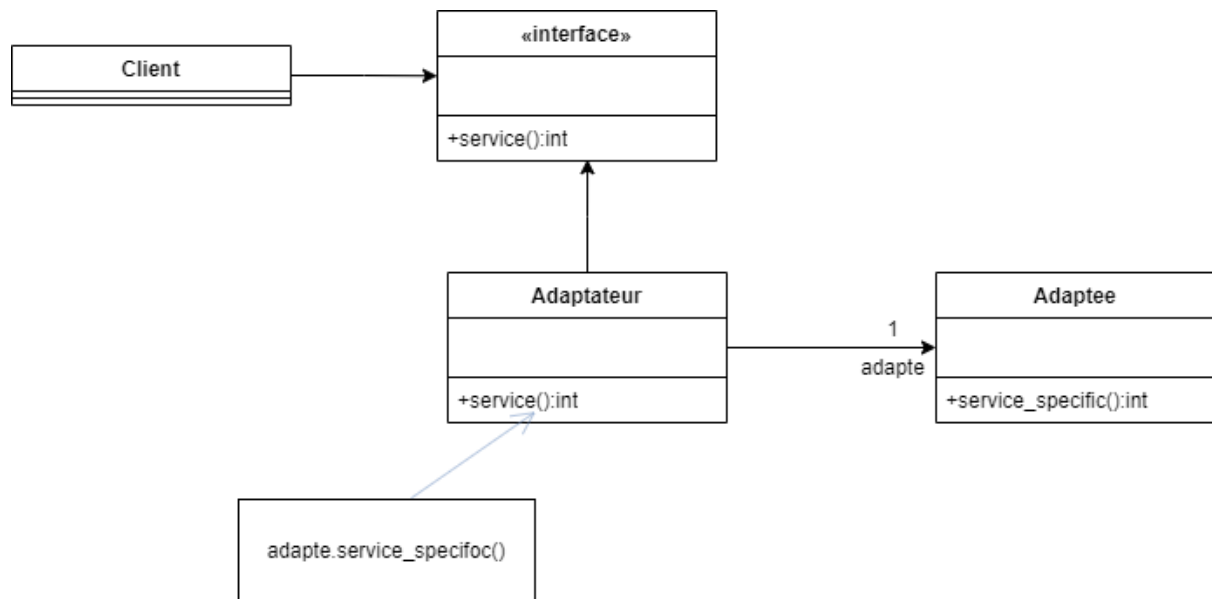 «interface»
Client
+service():int
Adaptateur
Adaptee
1
adapte
+service():int
+service_specific():int
adapte.service_specifoc()